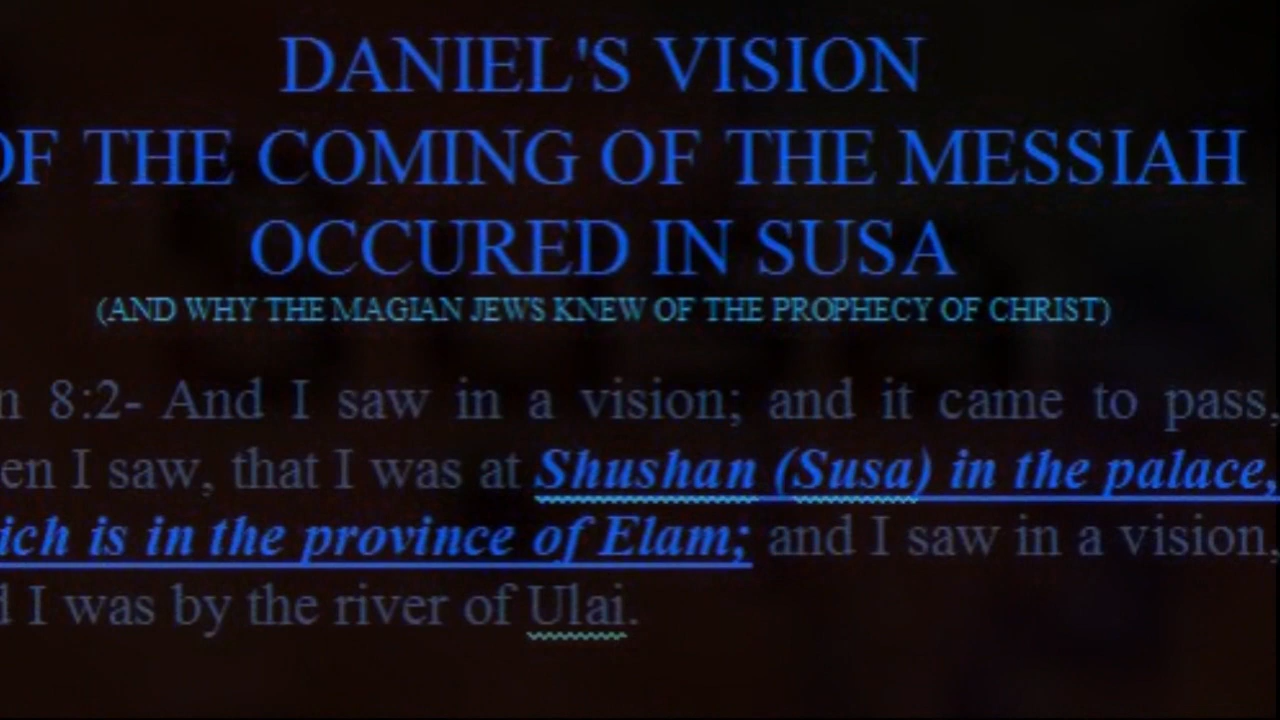 DANIEL'S VISION
OF THE COMING OF THE MESSIAH
OCCURED IN SUSA
(AND WHY THE MAGIAN JEWS KNEW OF THE PROPHECY OF CHRIST)
8:2- And I saw in a vision; and it came to pass,
I saw, that I was at Shushan (Susa) in the palace,
is in the province of Elam; and I saw in a vision,
I was by the river of Ulai.